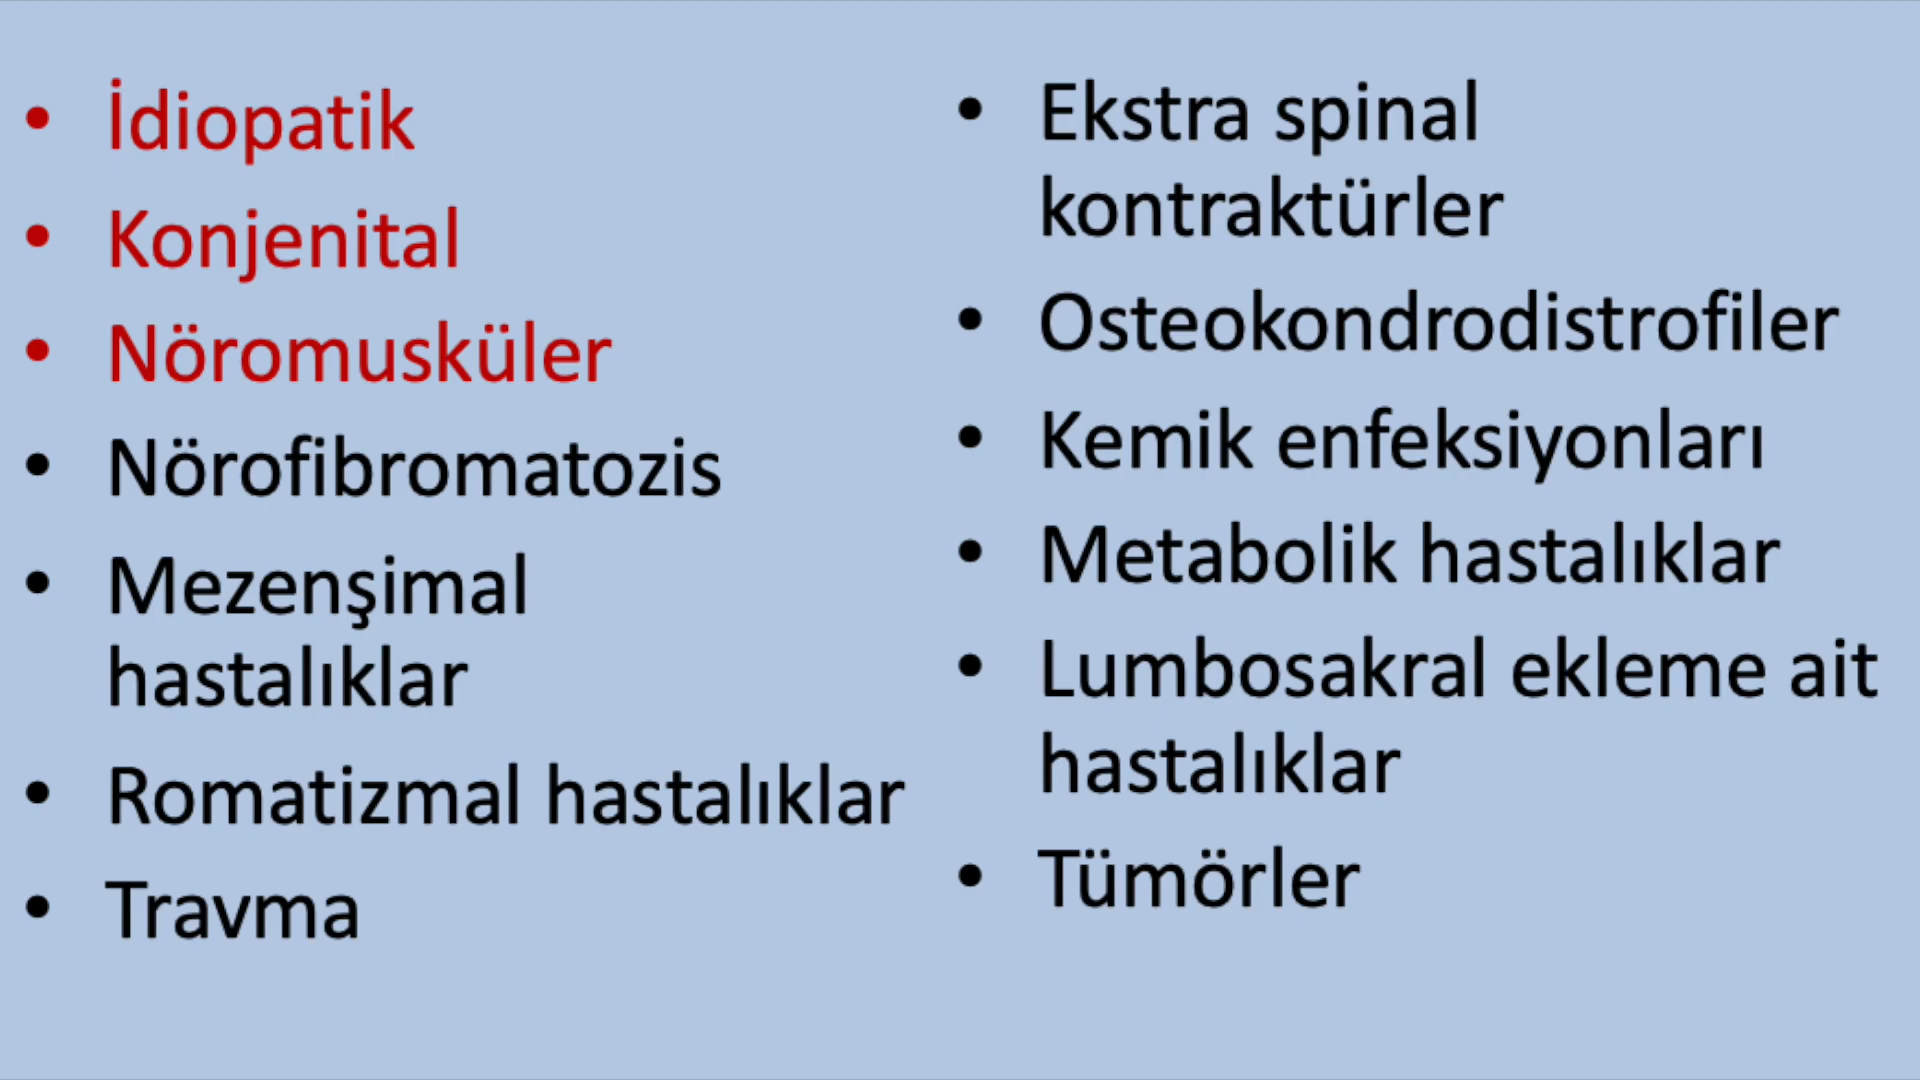 • İdiopatik
• Konjenital
• Nöromusküler
• Nörofibromatozis
• Mezenşimal
hastalıklar
• Romatizmal hastalıklar
• Travma
• Ekstra spinal
kontraktürler
• Osteokondrodistrofiler
• Kemik enfeksiyonları
• Metabolik hastalıklar
• Lumbosakral ekleme ait
hastalıklar
• Tümörler